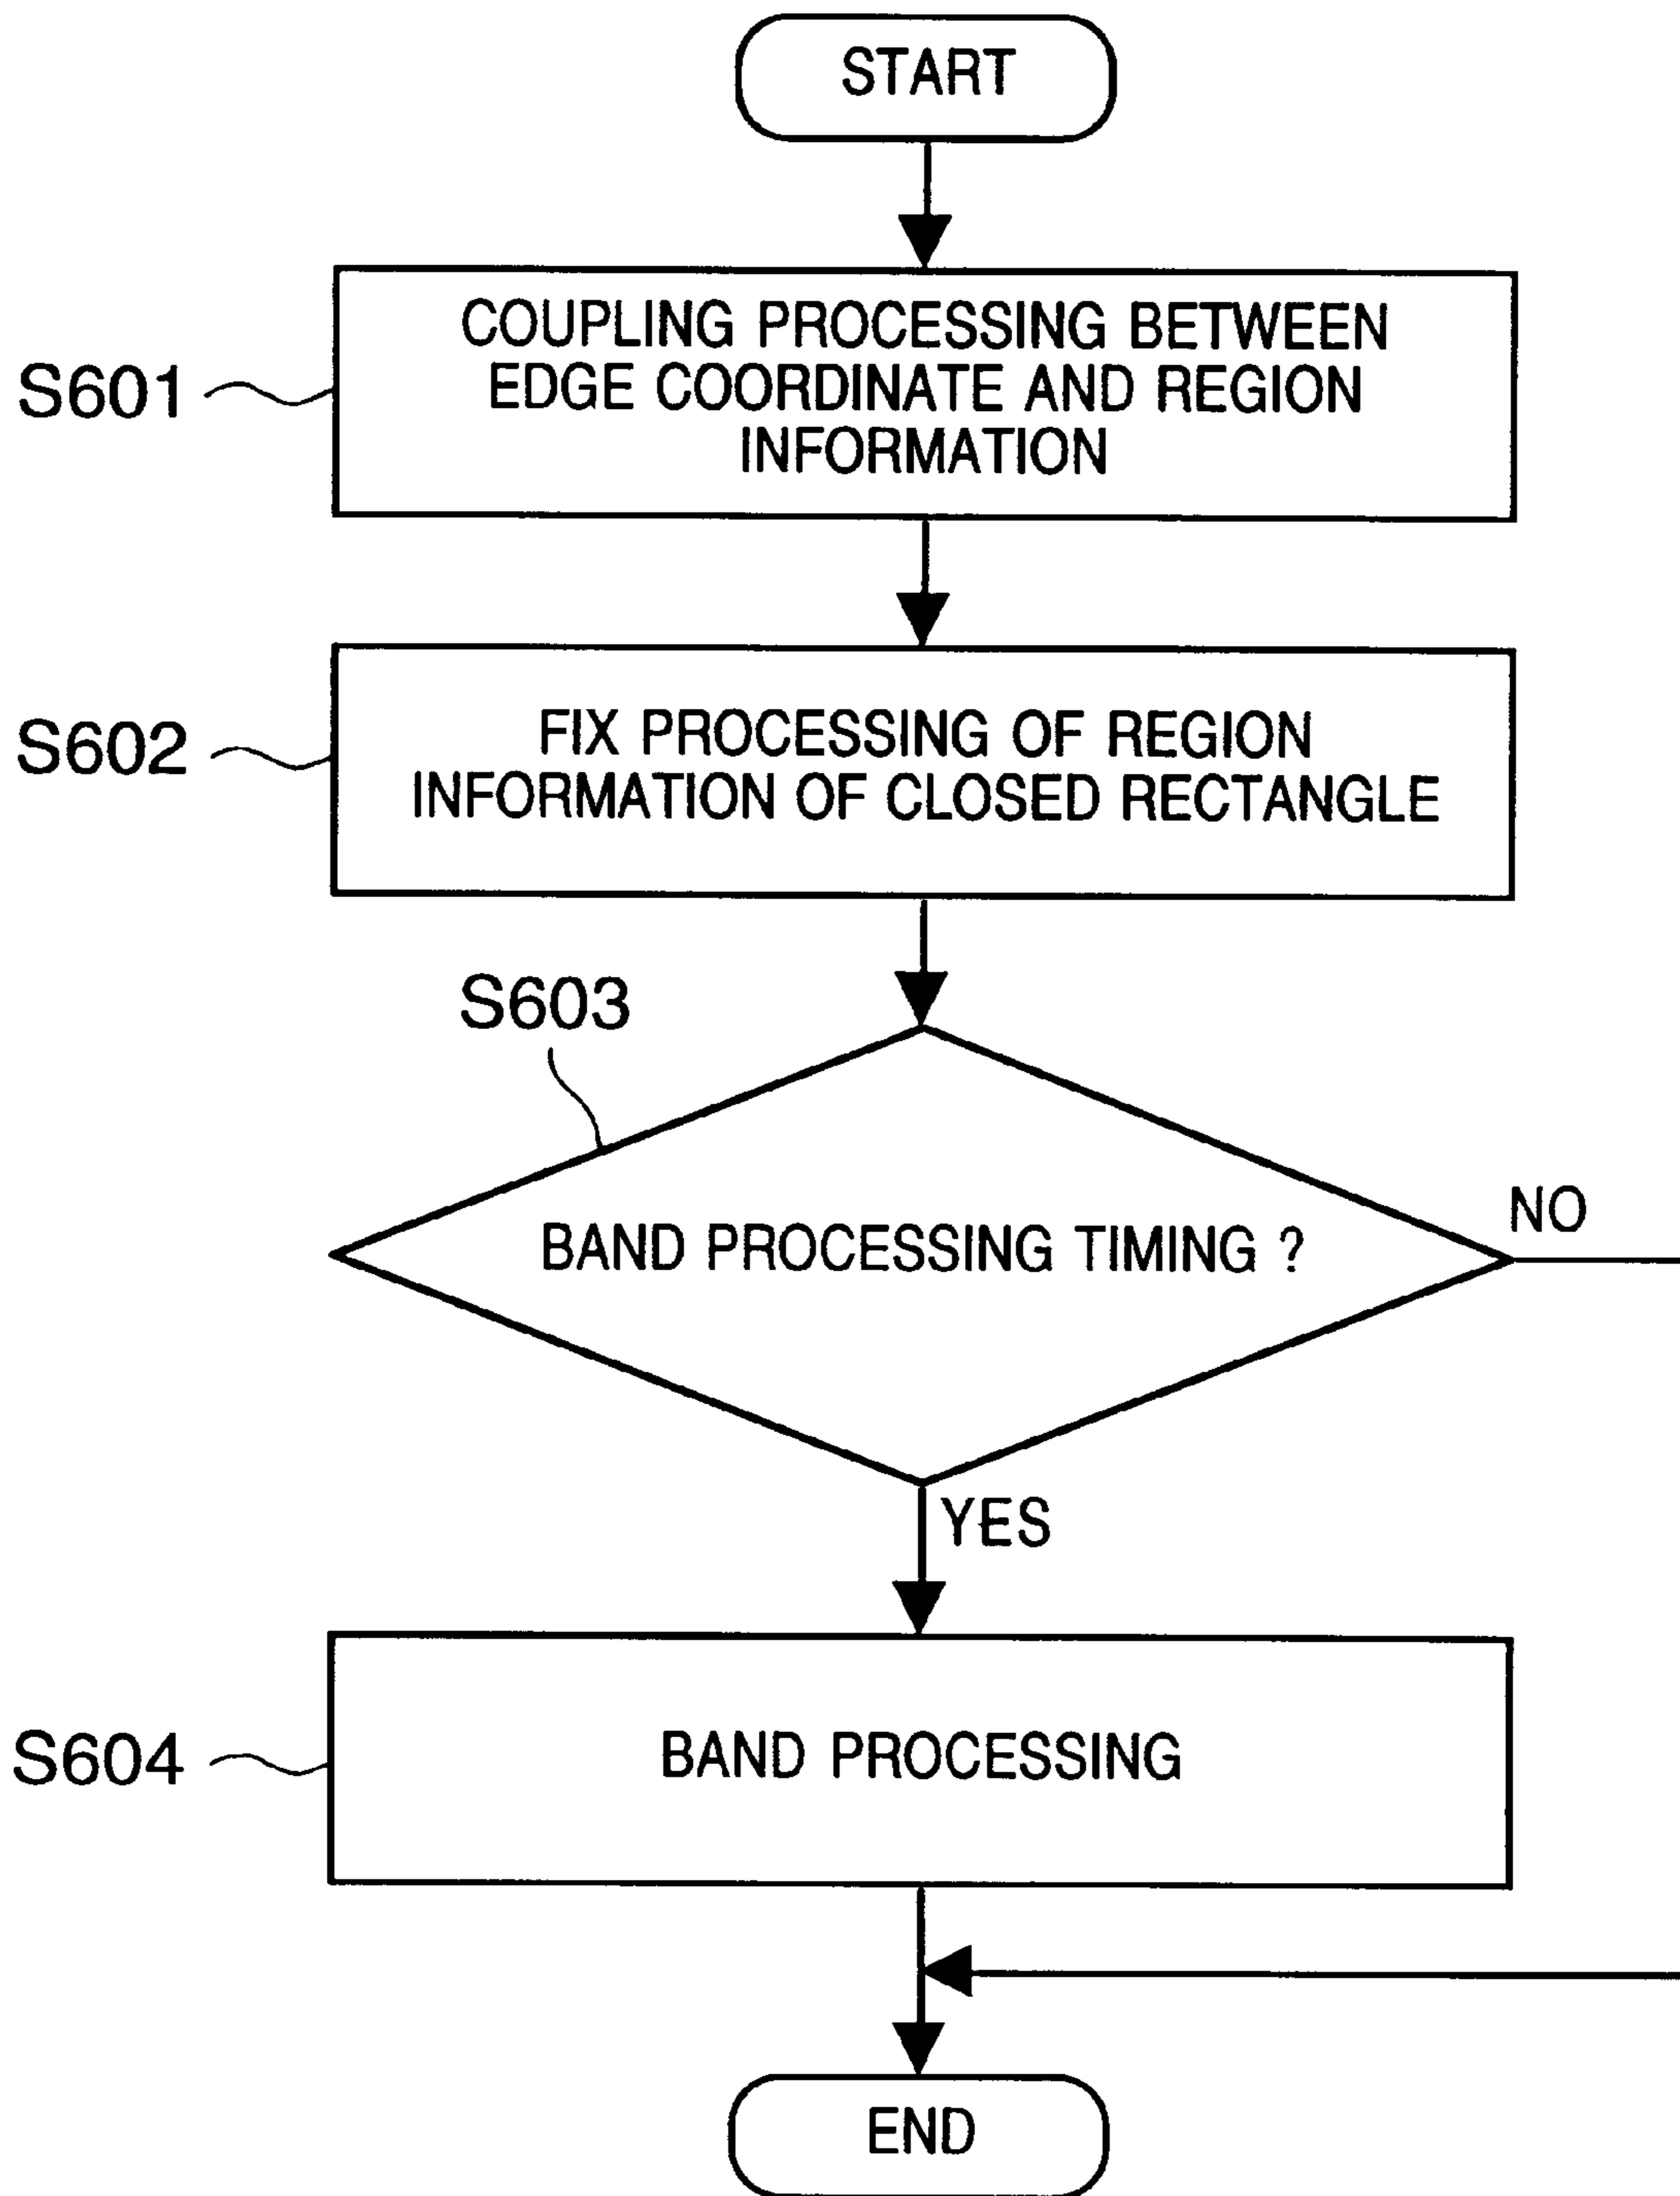 START
S601
COUPLING PROCESSING BETWEEN
EDGE COORDINATE AND REGION
INFORMATION
S602
FIX PROCESSING OF REGION
INFORMATION OF CLOSED RECTANGLE
S603
BAND PROCESSING TIMING ?
NO
YES
S604
BAND PROCESSING
END